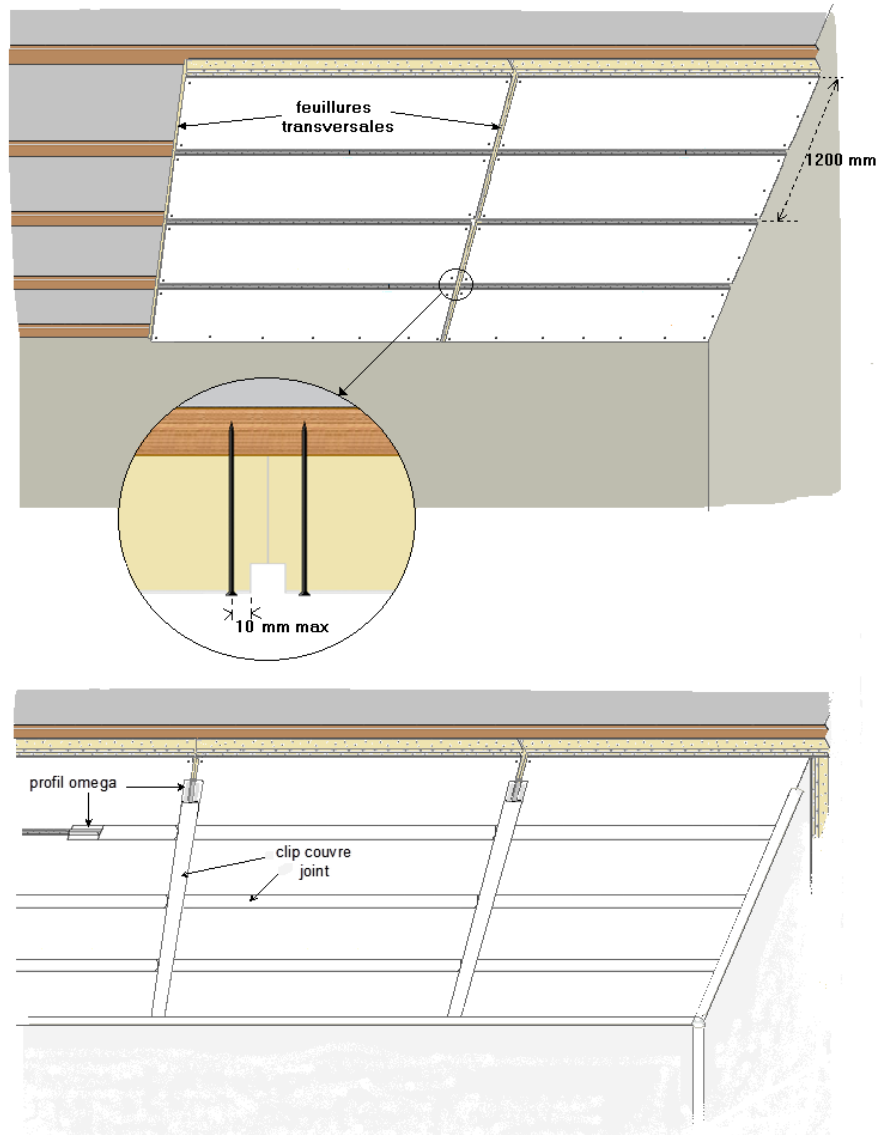 feuillures
transversales
1200 mm
10 mm max
profil omega
clip couvre
joint